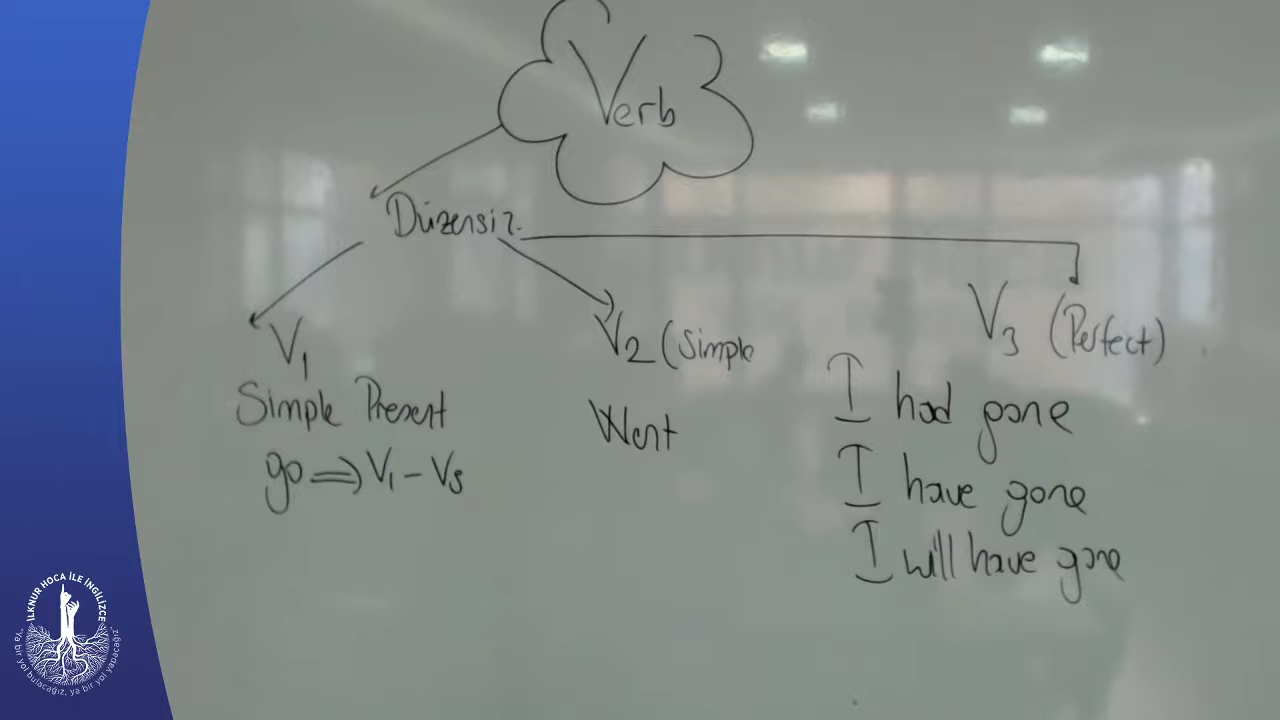 Verb
Düzensiz
V1
Simple Present
go ⇒ V1 - Vs
V2 (Simple
Went
V3 (Perfect)
I had gone
I have gone
I will have gone
İLKNUR HOCA İLE İNGİLİZCE
"Ya bir yol bulacağız, ya bir yol yapacağız"